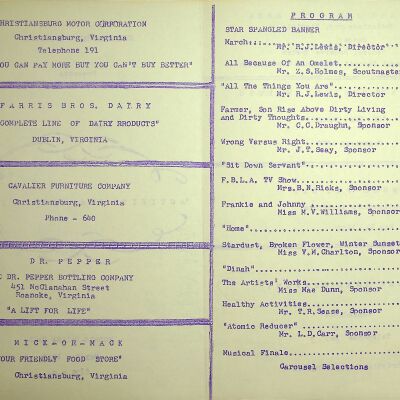 CHRISTIANSBURG MOTOR CORPORATION
Christiansburg, Virginia
Telephone 191
YOU CAN PAY MORE BUT YOU CAN'T BUY BETTER"
FARRIS BROS. DAIRY
COMPLETE LINE OF DAIRY PRODUCTS"
DUBLIN, VIRGINIA
CAVALIER FURNITURE COMPANY
Christiansburg, Virginia
Phone - 640
DR. PEPPER
DR. PEPPER BOTTLING COMPANY
451 McClanahan Street
Roanoke, Virginia
"A LIFT FOR LIFE"
MICK-OR-MACK
YOUR FRIENDLY FOOD STORE"
Christiansburg, Virginia
PROGRAM
STAR SPANGLED BANNER
March
Mr. R.J.Lewis, Director
All Because Of An Omelet
Mr. Z.S.Holmes, Scoutmaster
"All The Things You Are"
Mr. R.J.Lewis, Director
Farmer, Son Rise Above Dirty Living
and Dirty Thoughts
Mr. C.C.Draughn, Sponsor
Wrong Versus Right
Mr. J.T.Seay, Sponsor
"Sit Down Servant"
F.B.L.A. TV Show
Mrs.B.N.Ricks, Sponsor
Frankie and Johnny
Miss M.V.Williams, Sponsor
"Home"
Stardust, Broken Flower, Winter Sunset
Miss V.M.Charlton, Sponsor
"Dinah"
The Artists' Works
Miss Mae Dunn, Sponsor
Healthy Activities
Mr. T.R.Sease, Sponsor
"Atomic Reducer"
Mr. L.D.Carr, Sponsor
Musical Finale
Carousel Selections